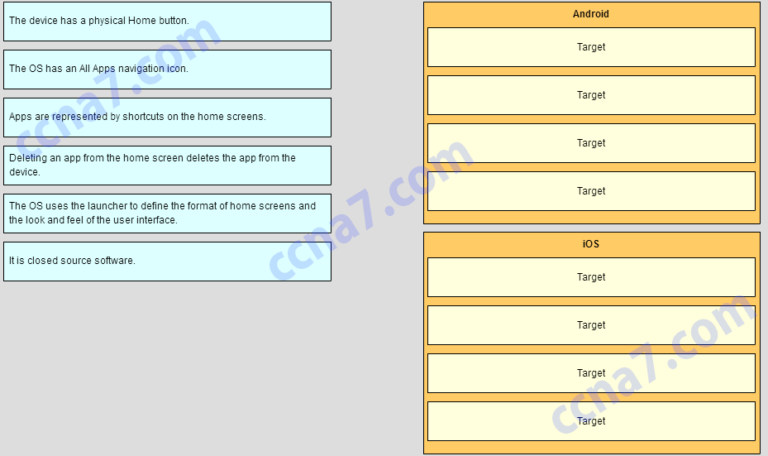 The device has a physical Home button.
The OS has an All Apps navigation icon.
Apps are represented by shortcuts on the home screens.
Deleting an app from the home screen deletes the app from the
device.
The OS uses the launcher to define the format of home screens and
the look and feel of the user interface.
It is closed source software.
Android
Target
Target
Target
Target
iOS
Target
Target
Target
Target
ccna7.com
ccna7.com
ccna7.com